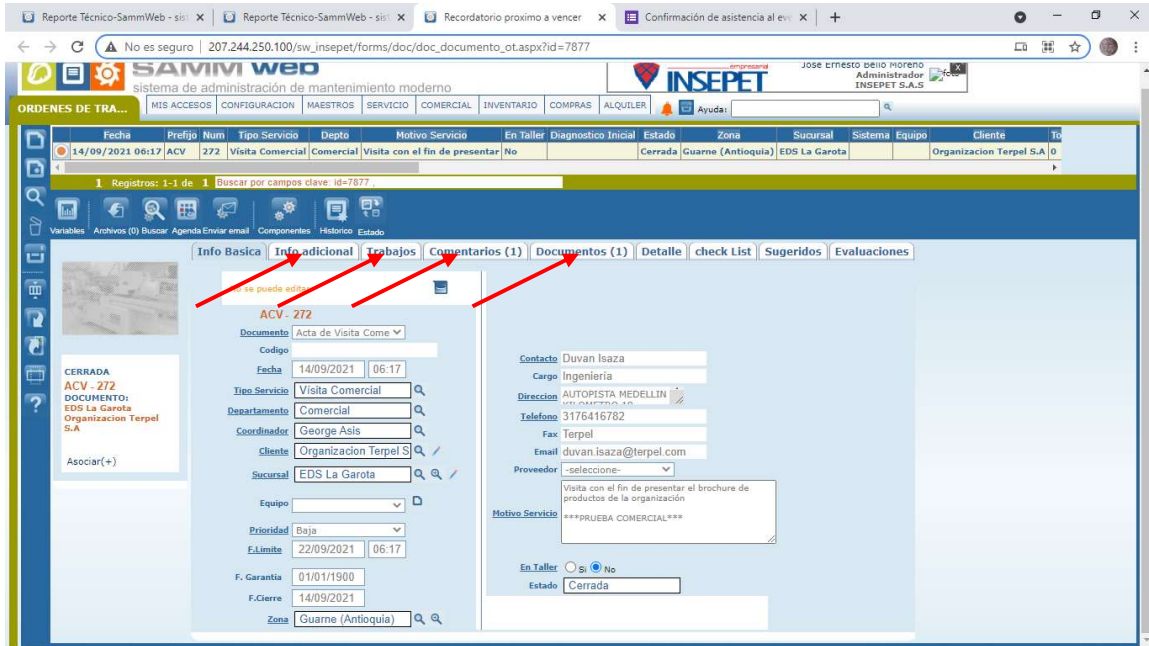 Reporte Técnico-SammWeb - sis
Reporte Técnico-SammWeb - sis
Recordatorio proximo a vencer
Confirmación de asistencia al eve
No es seguro | 207.244.250.100/sw_insepet/forms/doc/doc_documento_ot.aspx?id=7877
SAMM web
sistema de administración de mantenimiento moderno
empresarial
INSEPET
Jose Ernesto Bello Moreno
Administrador
INSEPET S.A.S
ORDENES DE TRA...
MIS ACCESOS CONFIGURACION MAESTROS SERVICIO COMERCIAL INVENTARIO COMPRAS ALQUILER
Ayuda:
Fecha Prefijo Num Tipo Servicio Depto Motivo Servicio En Taller Diagnostico Inicial Estado Zona Sucursal Sistema Equipo Cliente To
14/09/2021 06:17 ACV 272 Vísita Comercial Comercial Visita con el fin de presentar No Cerrada Guarne (Antioquia) EDS La Garota Organizacion Terpel S.A 0
1 Registros: 1-1 de 1 Buscar por campos clave: id=7877 ,
Variables Archivos (0) Buscar Agenda Enviar email Componentes Historico Estado
Info Basica Info adicional Trabajos Comentarios (1) Documentos (1) Detalle check List Sugeridos Evaluaciones
no se puede editar
ACV- 272
Documento Acta de Visita Come
Codigo
Fecha 14/09/2021 06:17
Tipo Servicio Vísita Comercial
Departamento Comercial
Coordinador George Asis
Cliente Organizacion Terpel S
Sucursal EDS La Garota
Equipo
Prioridad Baja
F.Limite 22/09/2021 06:17
F. Garantia 01/01/1900
F.Cierre 14/09/2021
Zona Guarne (Antioquia)
CERRADA
ACV - 272
DOCUMENTO:
EDS La Garota
Organizacion Terpel
S.A
Asociar(+)
Contacto Duvan Isaza
Cargo Ingeniería
Direccion AUTOPISTA MEDELLIN
Telefono 3176416782
Fax Terpel
Email duvan.isaza@terpel.com
Proveedor -seleccione-
Motivo Servicio
Visita con el fin de presentar el brochure de
productos de la organización
***PRUEBA COMERCIAL***
En Taller Si No
Estado Cerrada